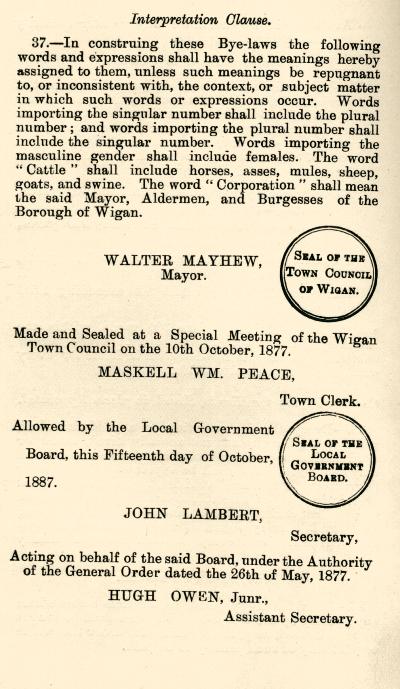 Interpretation Clause.
37.—In construing these Bye-laws the following
words and expressions shall have the meanings hereby
assigned to them, unless such meanings be repugnant
to, or inconsistent with, the context, or subject matter
in which such words or expressions occur. Words
importing the singular number shall include the plural
number; and words importing the plural number shall
include the singular number. Words importing the
masculine gender shall include females. The word
"Cattle" shall include horses, asses, mules, sheep,
goats, and swine. The word "Corporation" shall mean
the said Mayor, Aldermen, and Burgesses of the
Borough of Wigan.
WALTER MAYHEW,
Mayor.
SEAL OF THE
TOWN COUNCIL
OF WIGAN.
Made and Sealed at a Special Meeting of the Wigan
Town Council on the 10th October, 1877.
MASKELL WM. PEACE,
Town Clerk.
Allowed by the Local Government
Board, this Fifteenth day of October,
1887.
SEAL OF THE
LOCAL
GOVERNMENT
BOARD.
JOHN LAMBERT,
Secretary,
Acting on behalf of the said Board, under the Authority
of the General Order dated the 26th of May, 1877.
HUGH OWEN, Junr.,
Assistant Secretary.